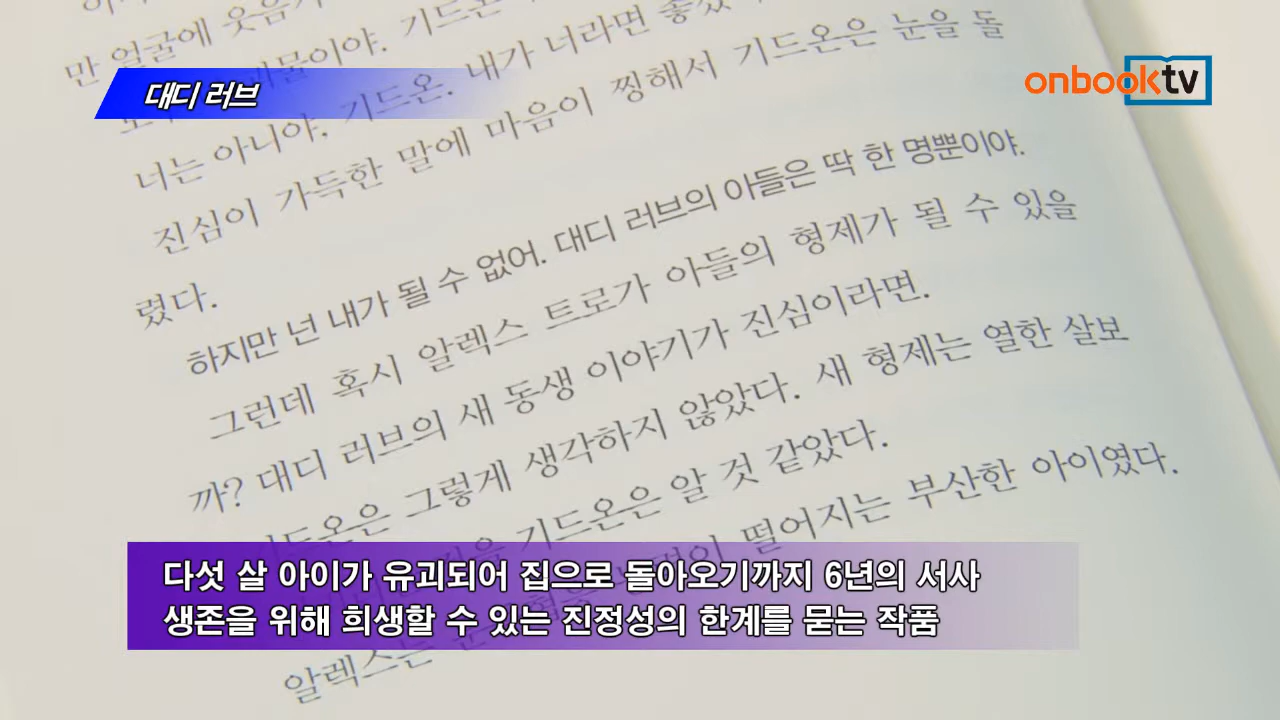 만 얼굴에 웃음기
대디 러브
onbooktv
물이야. 기드온
너는 아니야. 기드온. 내가 너라면 좋았
진심이 가득한 말에 마음이 찡해서 기드온은 눈을 돌
렸다.
하지만 넌 내가 될 수 없어. 대디 러브의 아들은 딱 한 명뿐이야.
그런데 혹시 알렉스 트로가 아들의 형제가 될 수 있을
까? 대디 러브의 새 동생 이야기가 진심이라면.
기드온은 그렇게 생각하지 않았다. 새 형제는 열한 살보
기드온은 알 것 같았다.
떨어지는 부산한 아이였다.
알렉스는
다섯 살 아이가 유괴되어 집으로 돌아오기까지 6년의 서사
생존을 위해 희생할 수 있는 진정성의 한계를 묻는 작품